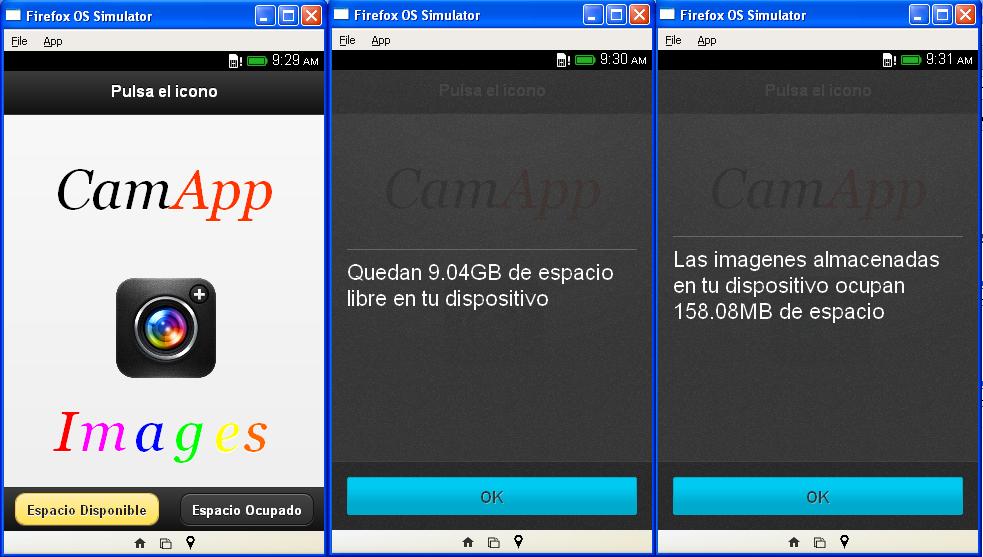 Firefox OS Simulator
File App
9:29 AM
Pulsa el icono
CamApp
Images
Espacio Disponible
Espacio Ocupado
Firefox OS Simulator
File App
9:30 AM
Pulsa el icono
CamApp
Quedan 9.04GB de espacio
libre en tu dispositivo
OK
Firefox OS Simulator
File App
9:31 AM
Pulsa el icono
CamApp
Las imagenes almacenadas
en tu dispositivo ocupan
158.08MB de espacio
OK